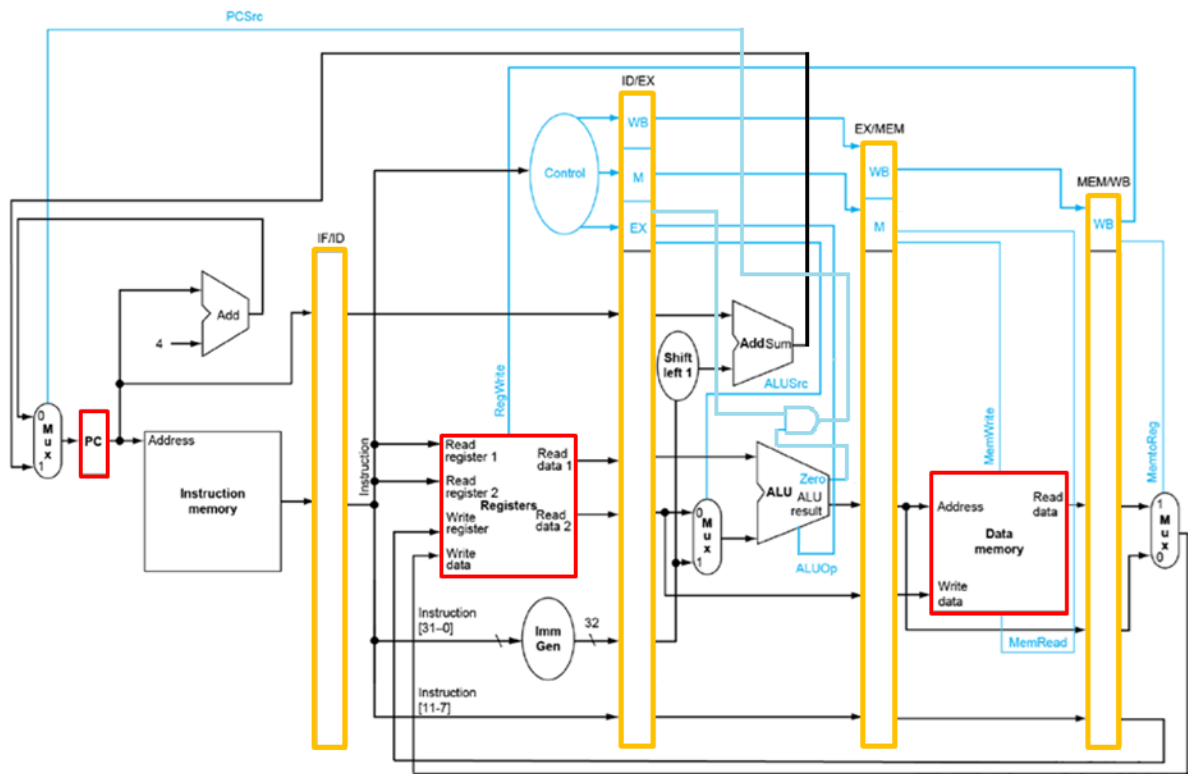 PCSrc
ID/EX
WB
EX/MEM
Control
M
WB
MEM/WB
EX
M
WB
IF/ID
Add
4
Add Sum
Shift
left 1
ALUSrc
RegWrite
0
Mux
1
PC
Address
Instruction
memory
Instruction
Read
register 1
Read
register 2
Registers
Write
register
Write
data
Read
data 1
Read
data 2
0
Mux
1
Zero
ALU
ALU
result
ALUOp
MemWrite
Address
Read
data
Data
memory
Write
data
MemRead
MemtoReg
1
Mux
0
Instruction
[31–0]
Imm
Gen
32
Instruction
[11-7]